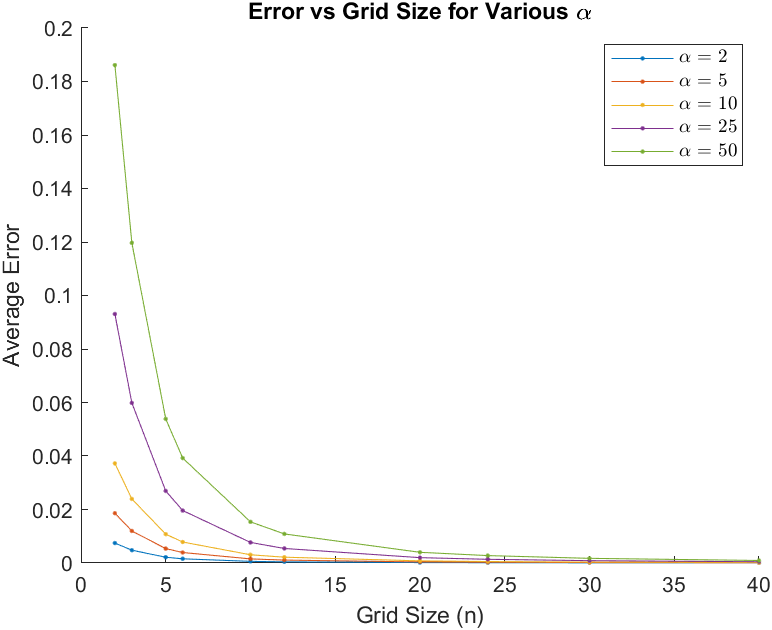 Error vs Grid Size for Various α
0.2
0.18
0.16
0.14
0.12
0.1
0.08
0.06
0.04
0.02
0
Average Error
α = 2
α = 5
α = 10
α = 25
α = 50
0 5 10 15 20 25 30 35 40
Grid Size (n)